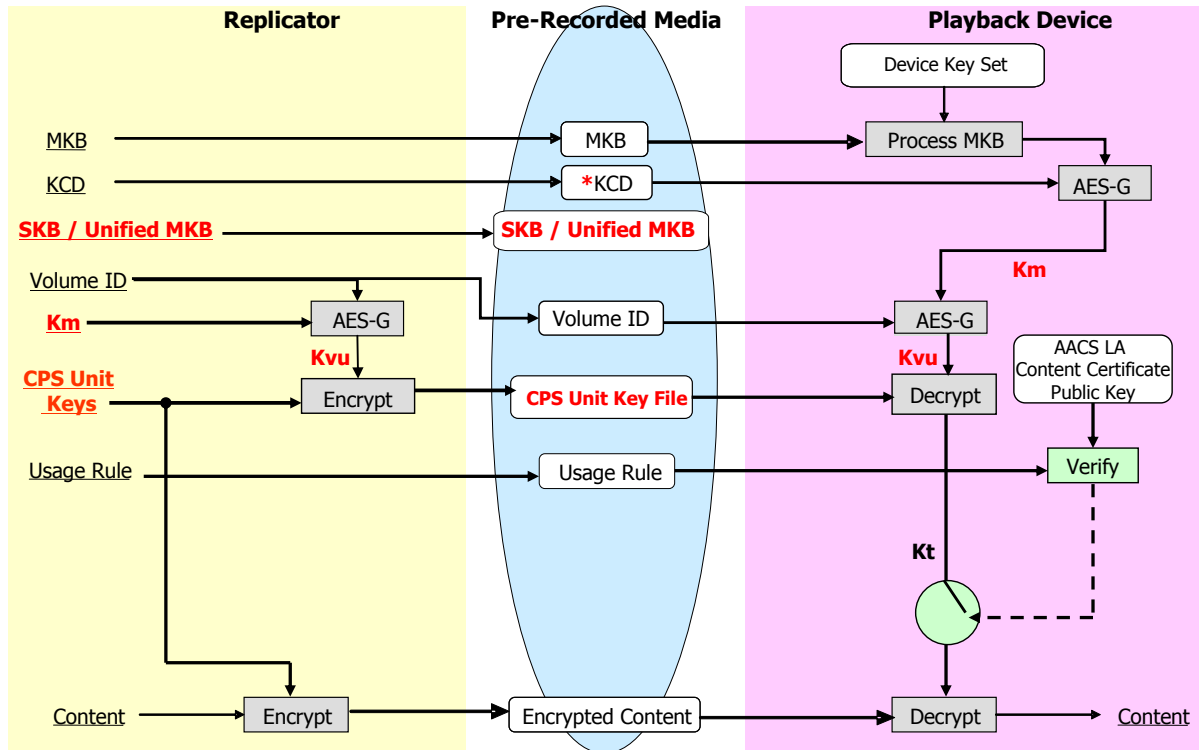 Replicator
Pre-Recorded Media
Playback Device
Device Key Set
MKB
MKB
Process MKB
KCD
*KCD
AES-G
SKB / Unified MKB
SKB / Unified MKB
Km
Volume ID
Km
AES-G
Volume ID
AES-G
Kvu
Kvu
AACS LA
Content Certificate
Public Key
CPS Unit
Keys
Encrypt
CPS Unit Key File
Decrypt
Usage Rule
Usage Rule
Verify
Kt
Content
Encrypt
Encrypted Content
Decrypt
Content